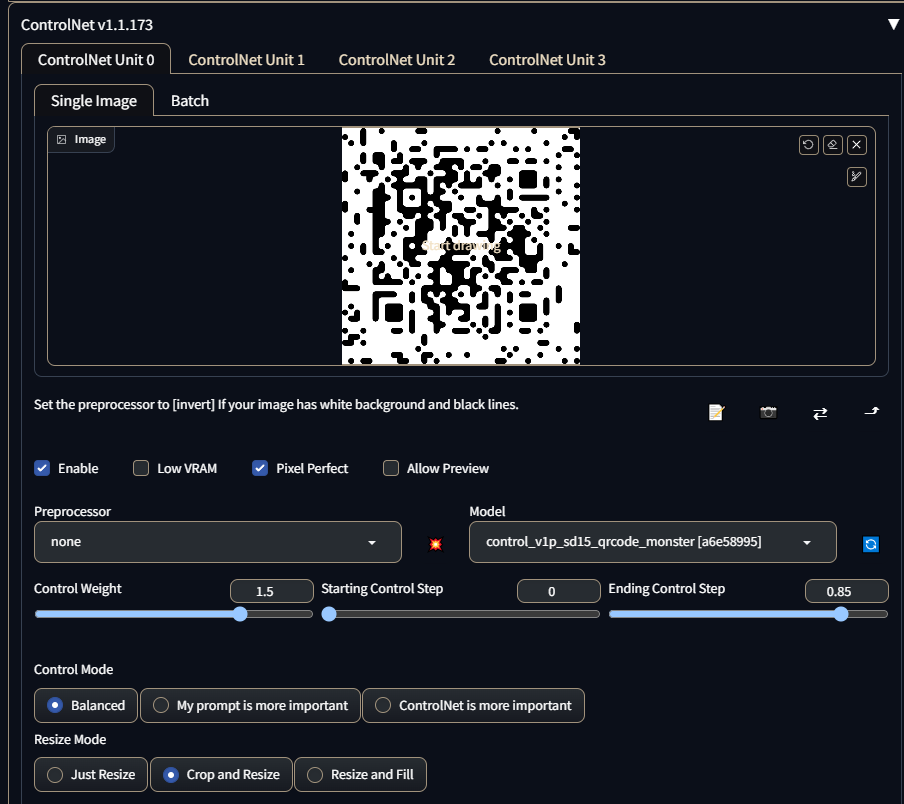 ControlNet v1.1.173
ControlNet Unit 0 ControlNet Unit 1 ControlNet Unit 2 ControlNet Unit 3
Single Image Batch
Image
Start drawing
Set the preprocessor to [invert] If your image has white background and black lines.
Enable Low VRAM Pixel Perfect Allow Preview
Preprocessor Model
none control_v1p_sd15_qrcode_monster [a6e58995]
Control Weight 1.5 Starting Control Step 0 Ending Control Step 0.85
Control Mode
Balanced My prompt is more important ControlNet is more important
Resize Mode
Just Resize Crop and Resize Resize and Fill